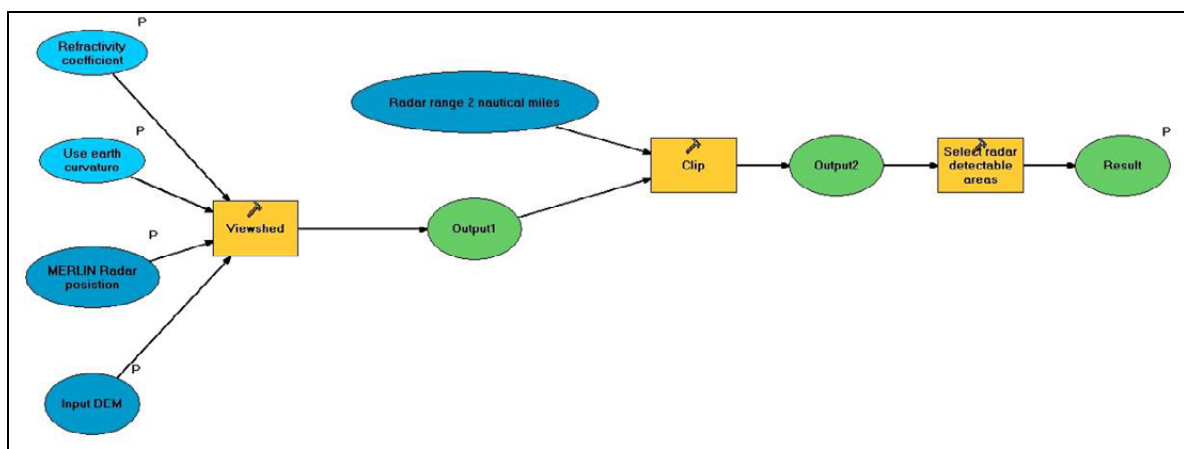 P
Refractivity
coefficient
P
Use earth
curvature
P
MERLIN Radar
posistion
P
Input DEM
Viewshed
Output1
Radar range 2 nautical miles
Clip
Output2
Select radar
detectable
areas
P
Result